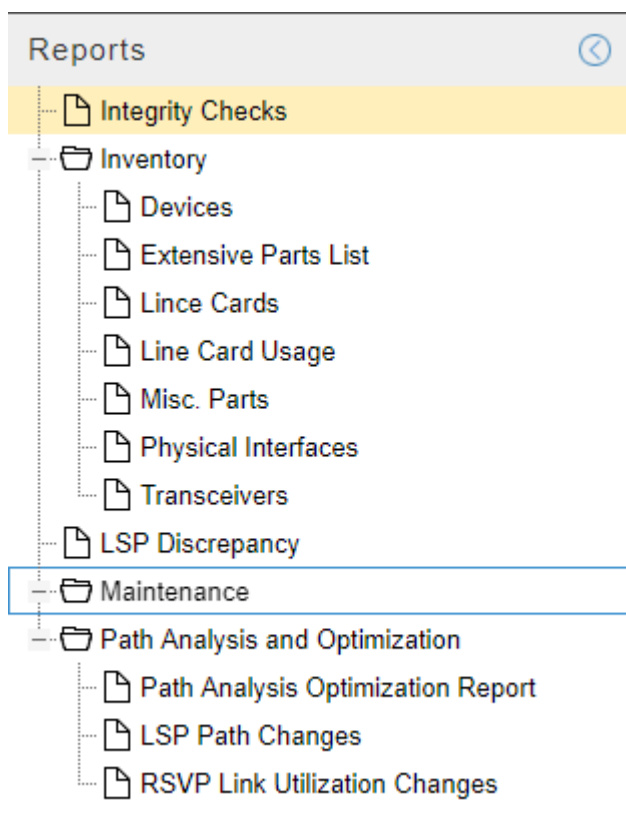 Reports
Integrity Checks
Inventory
Devices
Extensive Parts List
Lince Cards
Line Card Usage
Misc. Parts
Physical Interfaces
Transceivers
LSP Discrepancy
Maintenance
Path Analysis and Optimization
Path Analysis Optimization Report
LSP Path Changes
RSVP Link Utilization Changes